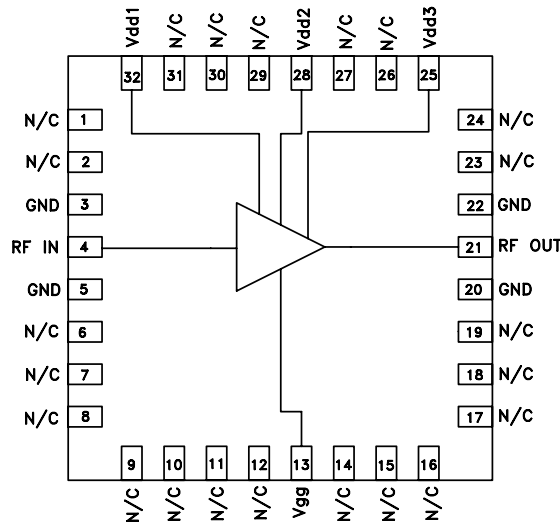 Vdd1 N/C N/C N/C Vdd2 N/C N/C Vdd3
32 31 30 29 28 27 26 25
N/C 1 24 N/C
N/C 2 23 N/C
GND 3 22 GND
RF IN 4 21 RF OUT
GND 5 20 GND
N/C 6 19 N/C
N/C 7 18 N/C
N/C 8 17 N/C
9 10 11 12 13 14 15 16
N/C N/C N/C N/C Vgg N/C N/C N/C